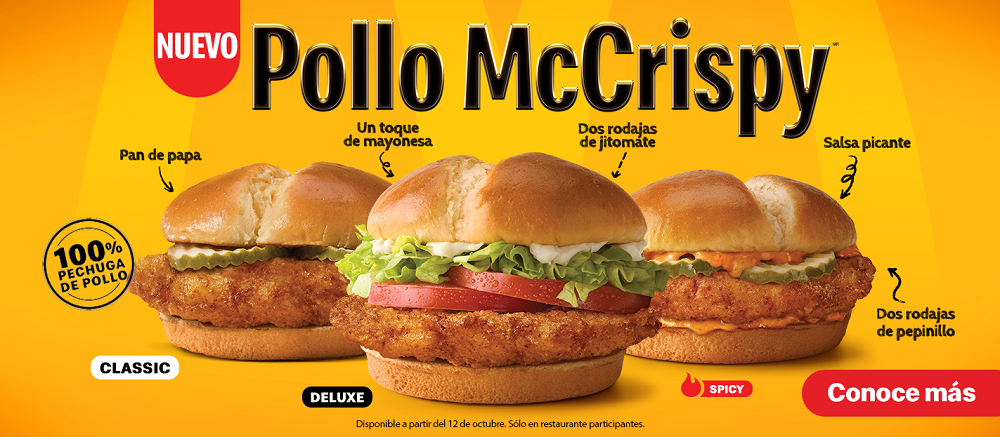 NUEVO
Pollo McCrispy
Pan de papa
Un toque
de mayonesa
Dos rodajas
de jitomate
Salsa picante
100%
PECHUGA
DE POLLO
Dos rodajas
de pepinillo
CLASSIC
DELUXE
SPICY
Conoce más
Disponible a partir del 12 de octubre. Sólo en restaurante participantes.